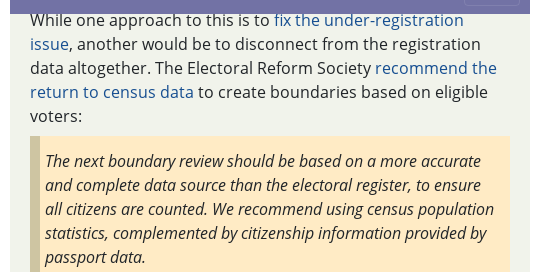 While one approach to this is to fix the under-registration
issue, another would be to disconnect from the registration
data altogether. The Electoral Reform Society recommend the
return to census data to create boundaries based on eligible
voters:
The next boundary review should be based on a more accurate
and complete data source than the electoral register, to ensure
all citizens are counted. We recommend using census population
statistics, complemented by citizenship information provided by
passport data.